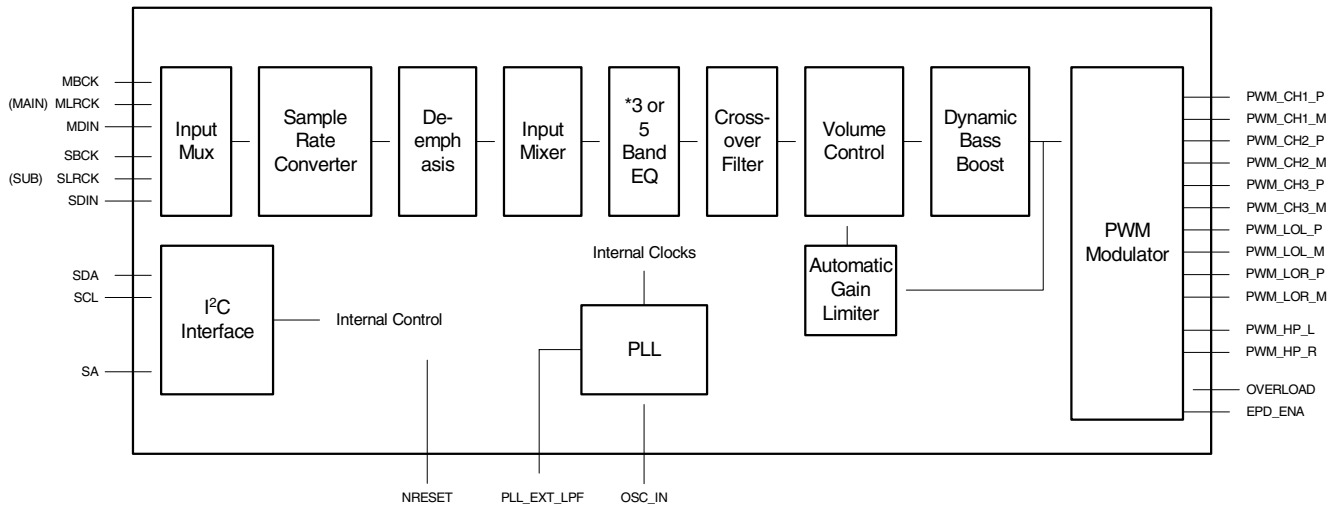 MBCK
(MAIN) MLRCK
MDIN
SBCK
(SUB) SLRCK
SDIN
Input
Mux
Sample
Rate
Converter
De-
emph
asis
Input
Mixer
*3 or
5
Band
EQ
Cross-
over
Filter
Volume
Control
Dynamic
Bass
Boost
PWM
Modulator
PWM_CH1_P
PWM_CH1_M
PWM_CH2_P
PWM_CH2_M
PWM_CH3_P
PWM_CH3_M
PWM_LOL_P
PWM_LOL_M
PWM_LOR_P
PWM_LOR_M
PWM_HP_L
PWM_HP_R
OVERLOAD
EPD_ENA
SDA
SCL
SA
I²C
Interface
Internal Control
Internal Clocks
PLL
Automatic
Gain
Limiter
NRESET
PLL_EXT_LPF
OSC_IN